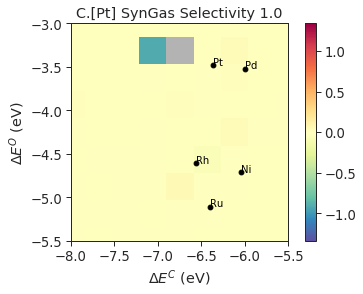 C.[Pt] SynGas Selectivity 1.0
−3.0
−3.5
−4.0
−4.5
−5.0
−5.5
ΔE^O (eV)
Pt
Pd
Rh
Ni
Ru
−8.0 −7.5 −7.0 −6.5 −6.0 −5.5
ΔE^C (eV)
1.0
0.5
0.0
−0.5
−1.0